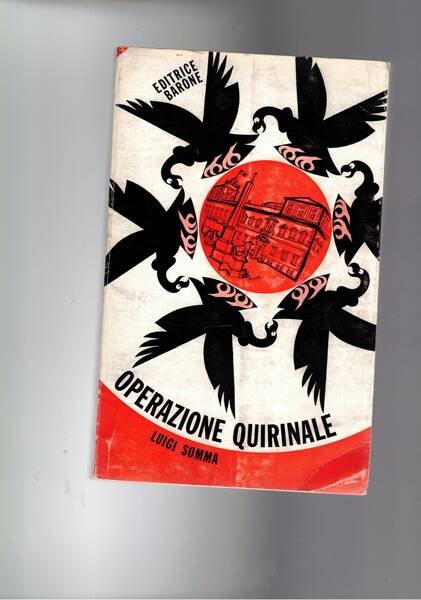 EDITRICE
BARONE
OPERAZIONE QUIRINALE
LUIGI SOMMA